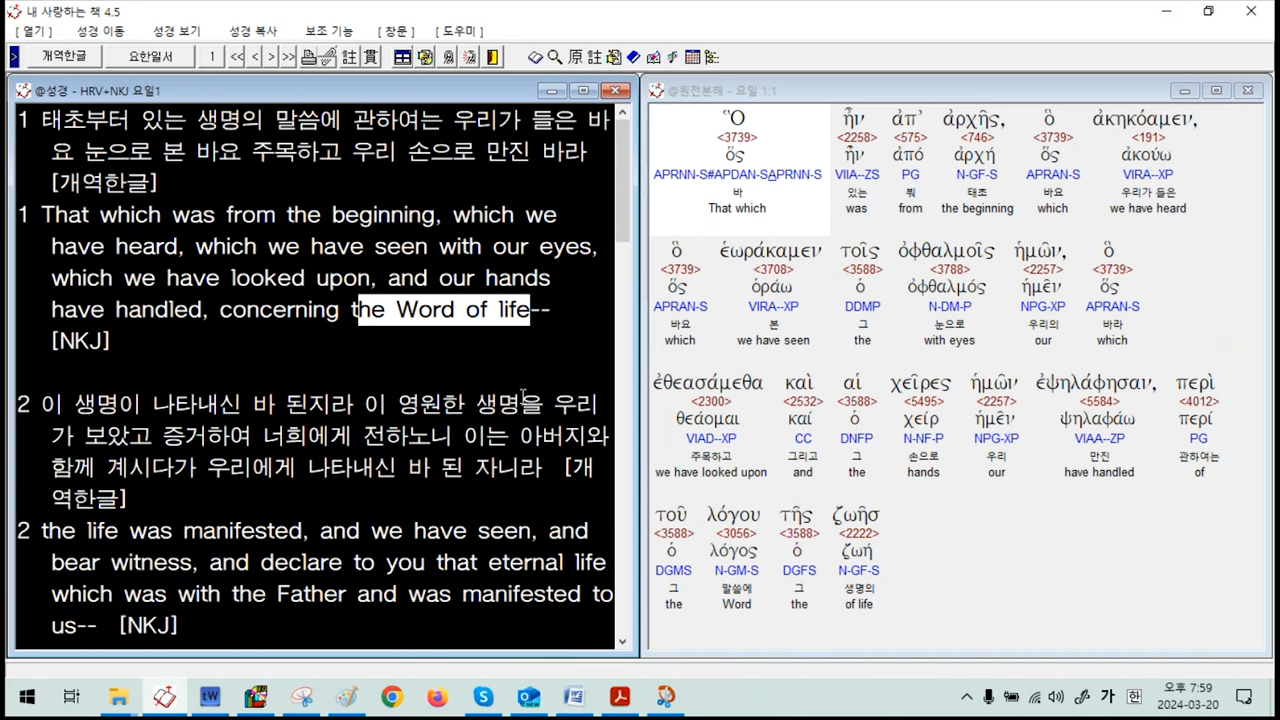 내 사랑하는 책 4.5
[ 열기 ] 성경 이동 성경 보기 성경 복사 보조 기능 [ 창문 ] [ 도우미 ]
개역한글 요한일서 1 << < > >> 註 貫 原 註
@성경 - HRV+NKJ 요일1
1 태초부터 있는 생명의 말씀에 관하여는 우리가 들은 바
요 눈으로 본 바요 주목하고 우리 손으로 만진 바라
[개역한글]
1 That which was from the beginning, which we
have heard, which we have seen with our eyes,
which we have looked upon, and our hands
have handled, concerning the Word of life--
[NKJ]
2 이 생명이 나타내신 바 된지라 이 영원한 생명을 우리
가 보았고 증거하여 너희에게 전하노니 이는 아버지와
함께 계시다가 우리에게 나타내신 바 된 자니라 [개
역한글]
2 the life was manifested, and we have seen, and
bear witness, and declare to you that eternal life
which was with the Father and was manifested to
us-- [NKJ]
@원전분해 - 요일 1:1
Ὃ ἦν ἀπ’ ἀρχῆς, ὃ ἀκηκόαμεν,
<3739> <2258> <575> <746> <3739> <191>
ὅς ἦν ἀπό ἀρχή ὅς ἀκούω
APRNN-S#APDAN-SAPRNN-S VIIA--ZS PG N-GF-S APRAN-S VIRA--XP
바 있는 뭐 태초 바요 우리가 들은
That which was from the beginning which we have heard
ὃ ἑωράκαμεν τοῖς ὀφθαλμοῖς ἡμῶν, ὃ
<3739> <3708> <3588> <3788> <2257> <3739>
ὅς ὁράω ὁ ὀφθαλμός ἡμεῖν ὅς
APRAN-S VIRA--XP DDMP N-DM-P NPG-XP APRAN-S
바요 본 그 눈으로 우리의 바라
which we have seen the with eyes our which
ἐθεασάμεθα καὶ αἱ χεῖρες ἡμῶν ἐψηλάφησαν, περὶ
<2300> <2532> <3588> <5495> <2257> <5584> <4012>
θεάομαι καί ὁ χείρ ἡμεῖν ψηλαφάω περί
VIAD--XP CC DNFP N-NF-P NPG-XP VIAA--ZP PG
주목하고 그리고 그 손으로 우리 만진 관하여는
we have looked upon and the hands our have handled of
τοῦ λόγου τῆς ζωῆσ
<3588> <3056> <3588> <2222>
ὁ λόγος ὁ ζωή
DGMS N-GM-S DGFS N-GF-S
그 말씀에 그 생명의
the Word the of life
가 한 오후 7:59
2024-03-20